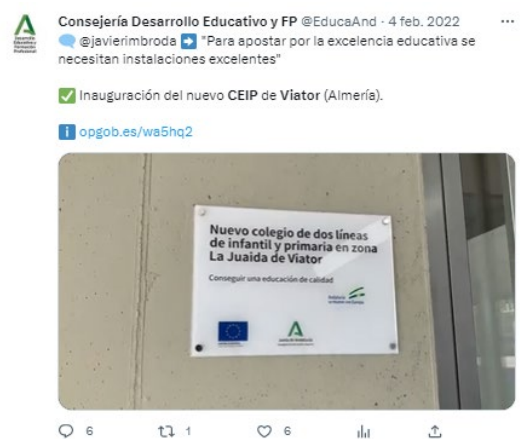 Consejería Desarrollo Educativo y FP @EducaAnd · 4 feb. 2022
@javierimbroda "Para apostar por la excelencia educativa se
necesitan instalaciones excelentes"
Inauguración del nuevo CEIP de Viator (Almería).
opgob.es/wa5hq2
Nuevo colegio de dos líneas
de infantil y primaria en zona
La Juaida de Viator
Conseguir una educación de calidad
6 1 6